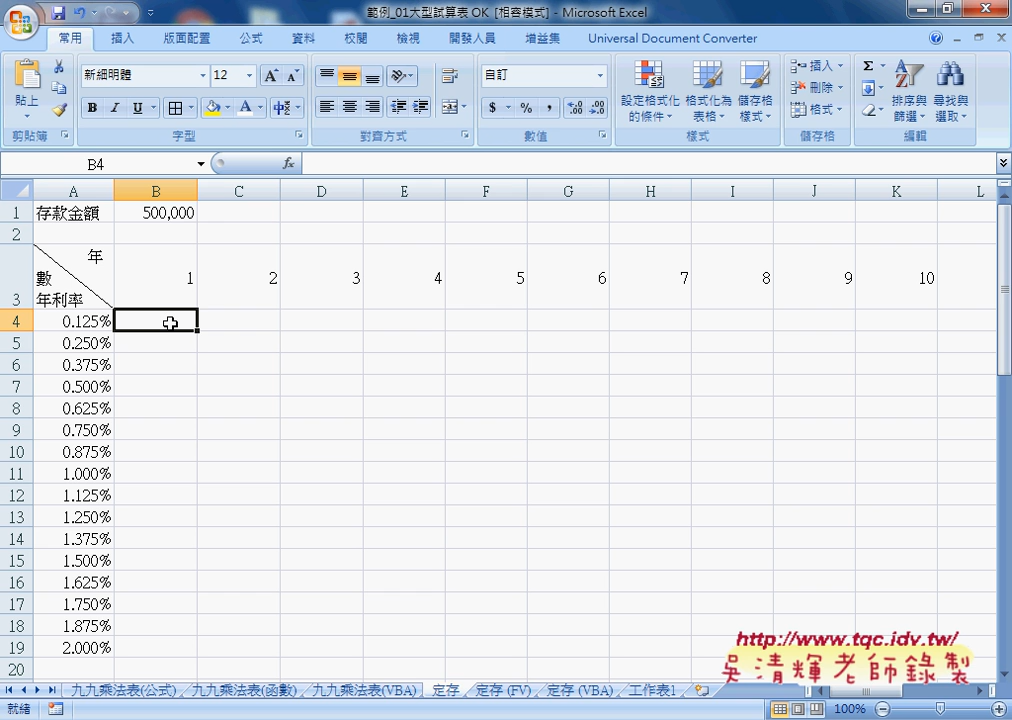 範例_01大型試算表 OK [相容模式] - Microsoft Excel
常用 插入 版面配置 公式 資料 校閱 檢視 開發人員 增益集 Universal Document Converter
貼上
新細明體 12
B I U
自訂
$ % ,
設定格式化的條件 格式化為表格 儲存格樣式
插入
刪除
格式
Σ
排序與篩選 尋找與選取
剪貼簿 字型 對齊方式 數值 樣式 儲存格 編輯
B4 fx
A B C D E F G H I J K L
1 存款金額 500,000
2
年
數
年利率
3 1 2 3 4 5 6 7 8 9 10
4 0.125%
5 0.250%
6 0.375%
7 0.500%
8 0.625%
9 0.750%
10 0.875%
11 1.000%
12 1.125%
13 1.250%
14 1.375%
15 1.500%
16 1.625%
17 1.750%
18 1.875%
19 2.000%
20
http://www.tqc.idv.tw/
吳清輝老師錄製
九九乘法表(公式) 九九乘法表(函數) 九九乘法表(VBA) 定存 定存 (FV) 定存 (VBA) 工作表1
就緒 100%